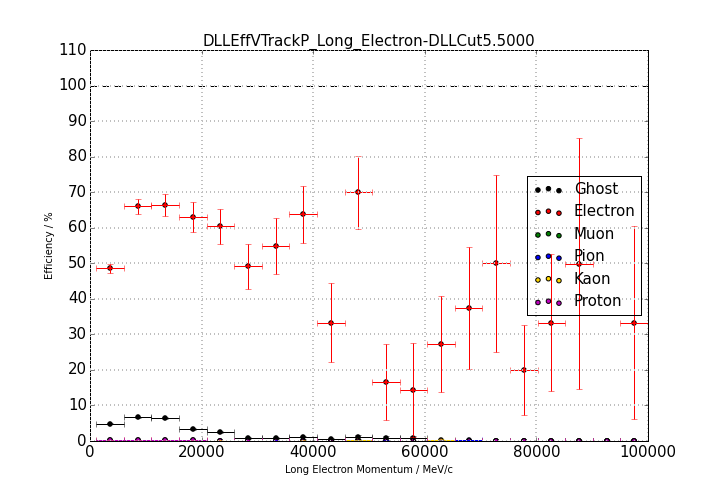 DLLEffVTrackP_Long_Electron-DLLCut5.5000
110
100
90
80
70
60
50
40
30
20
10
0
Efficiency / %
Ghost
Electron
Muon
Pion
Kaon
Proton
0 20000 40000 60000 80000 100000
Long Electron Momentum / MeV/c